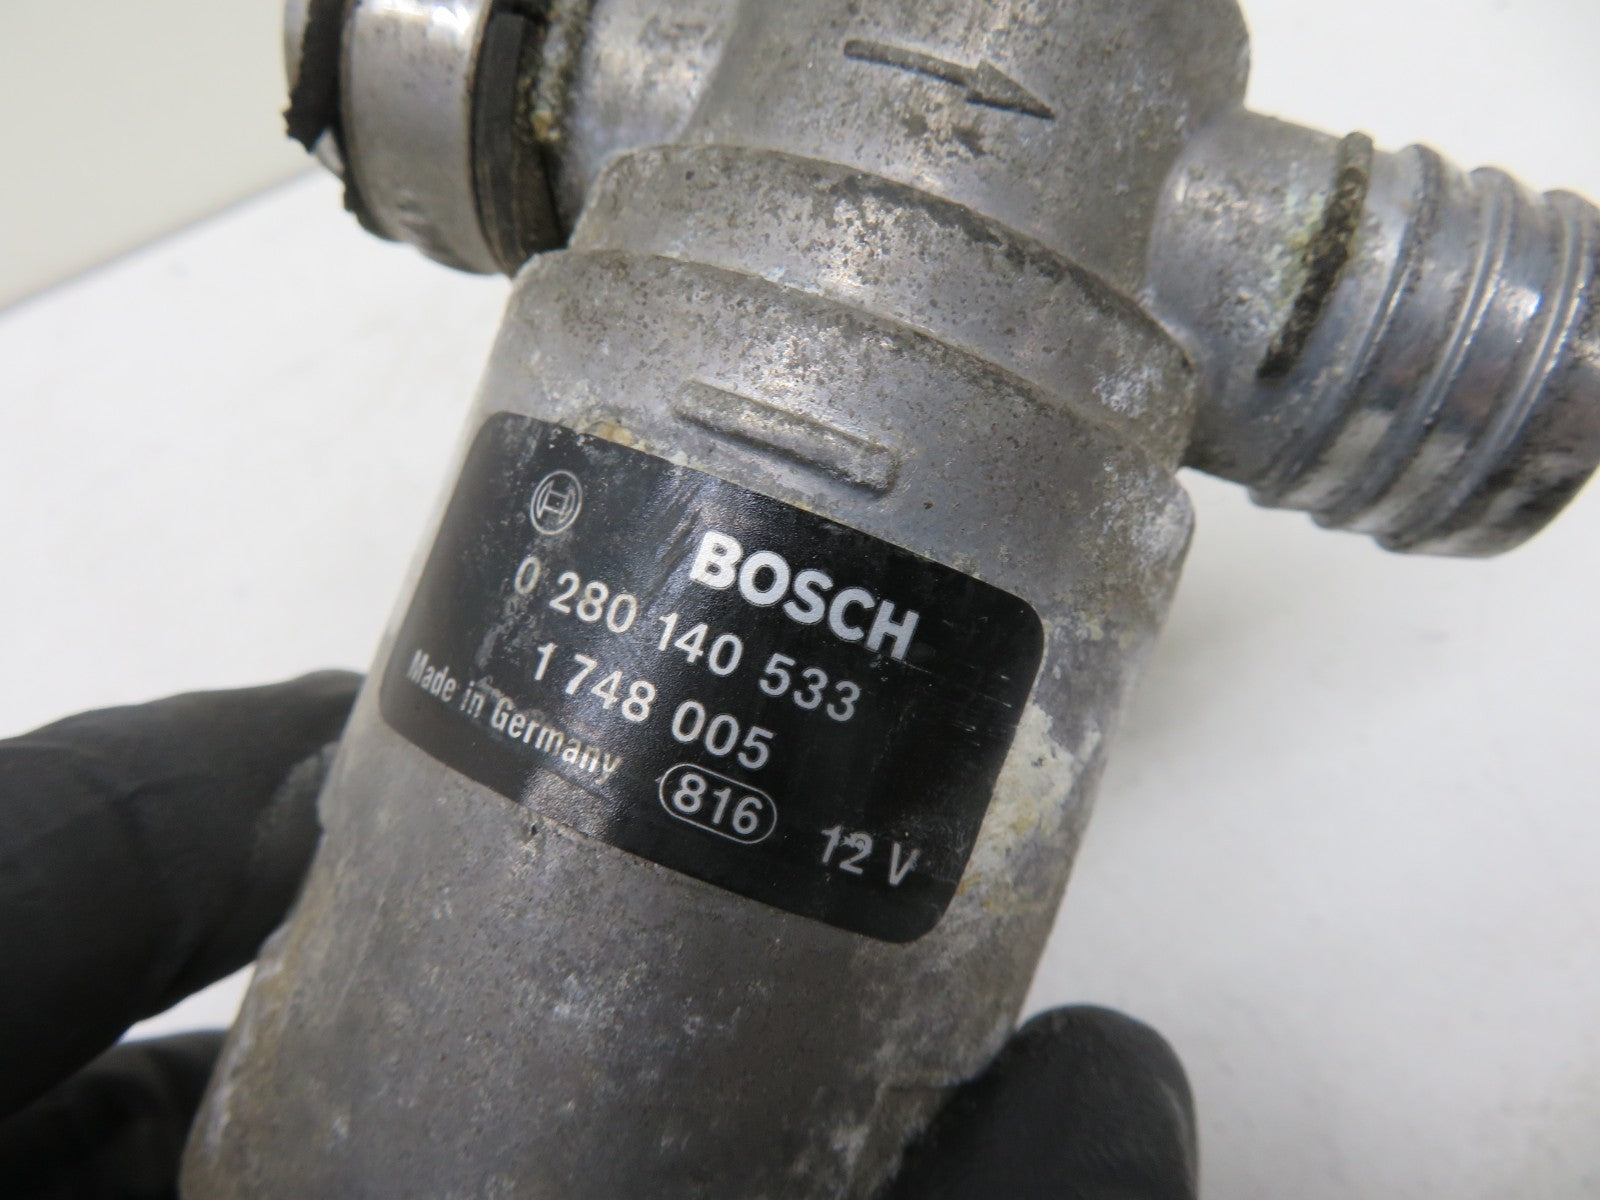 BOSCH
0 280 140 533
1 748 005
Made in Germany
816 12 V